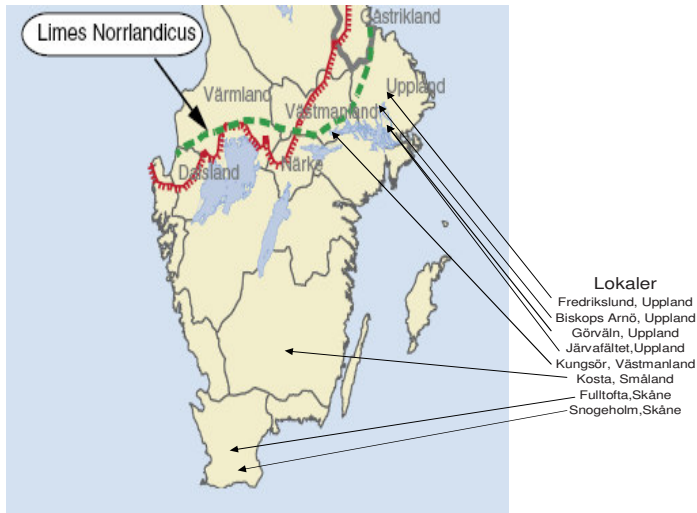 Limes Norrlandicus
Gästrikland
Uppland
Värmland
Västmanland
Dalsland
Närke
Lokaler
Fredrikslund, Uppland
Biskops Arnö, Uppland
Görväln, Uppland
Järvafältet,Uppland
Kungsör, Västmanland
Kosta, Småland
Fulltofta,Skåne
Snogeholm,Skåne